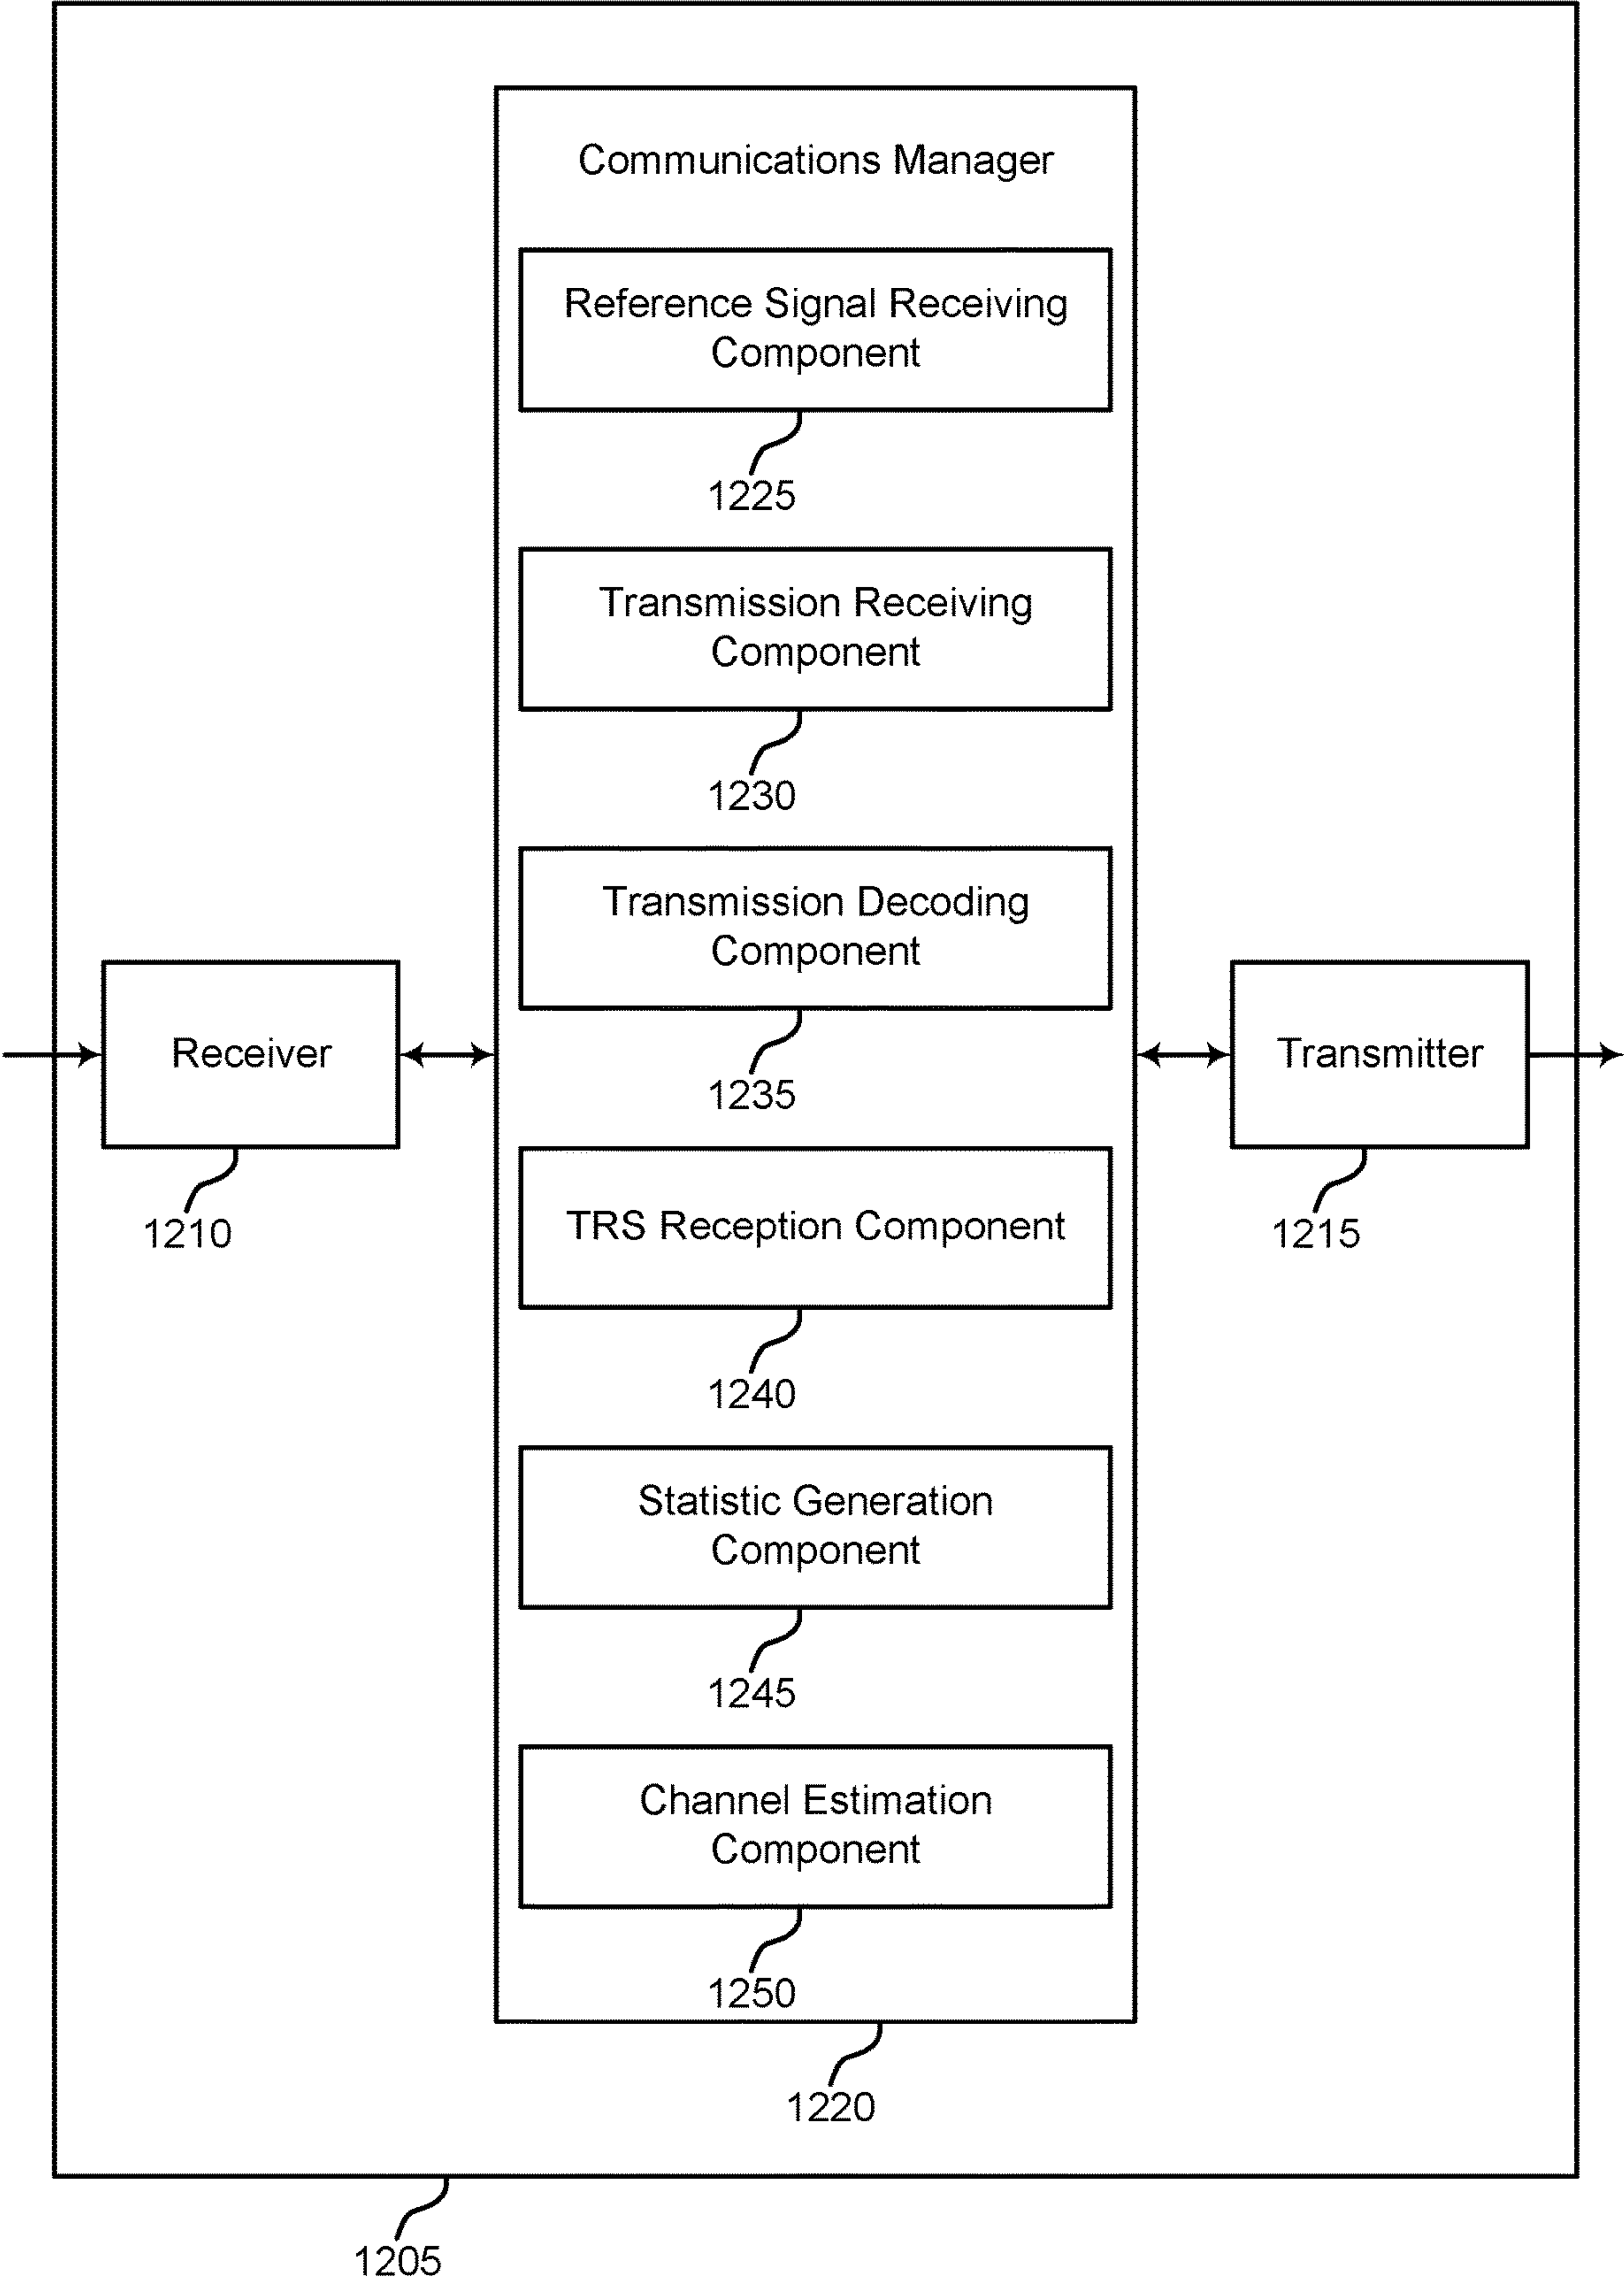 Communications Manager
Reference Signal Receiving
Component
1225
Transmission Receiving
Component
1230
Transmission Decoding
Component
1235
Receiver
1210
Transmitter
1215
TRS Reception Component
1240
Statistic Generation
Component
1245
Channel Estimation
Component
1250
1220
1205